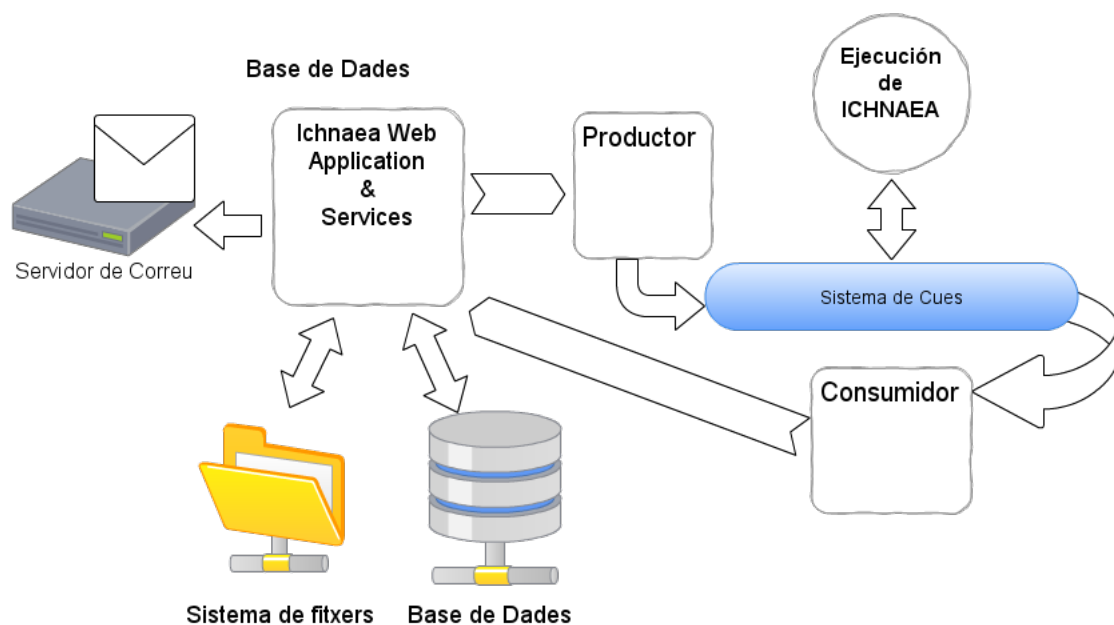 Base de Dades
Ichnaea Web
Application
&
Services
Productor
Ejecución
de
ICHNAEA
Servidor de Correu
Sistema de Cues
Consumidor
Sistema de fitxers
Base de Dades